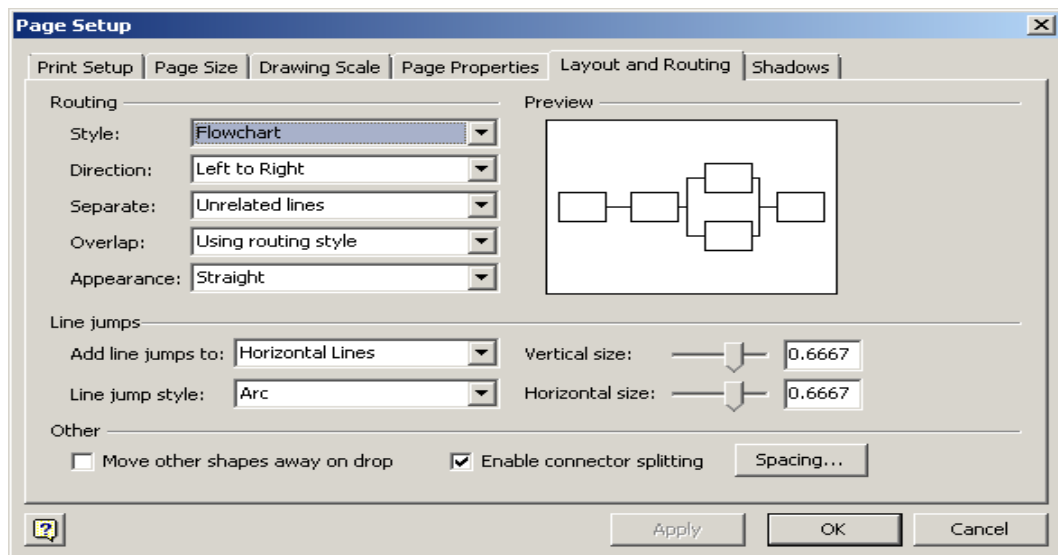 Page Setup
Print Setup Page Size Drawing Scale Page Properties Layout and Routing Shadows
Routing
Style: Flowchart
Direction: Left to Right
Separate: Unrelated lines
Overlap: Using routing style
Appearance: Straight
Preview
Line jumps
Add line jumps to: Horizontal Lines
Vertical size: 0.6667
Line jump style: Arc
Horizontal size: 0.6667
Other
Move other shapes away on drop
Enable connector splitting
Spacing...
?
Apply OK Cancel